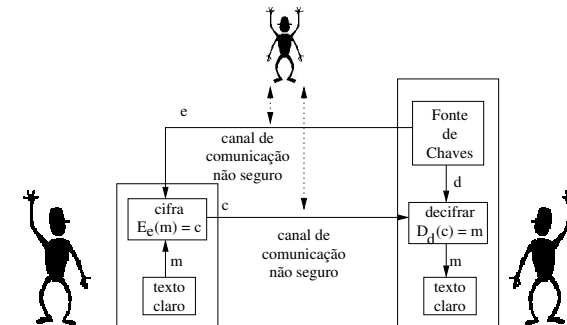 e
canal de
comunicação
não seguro
Fonte
de
Chaves
d
cifra
Eₑ(m) = c
c
decifrar
D_d(c) = m
canal de
comunicação
não seguro
m
m
texto
claro
texto
claro